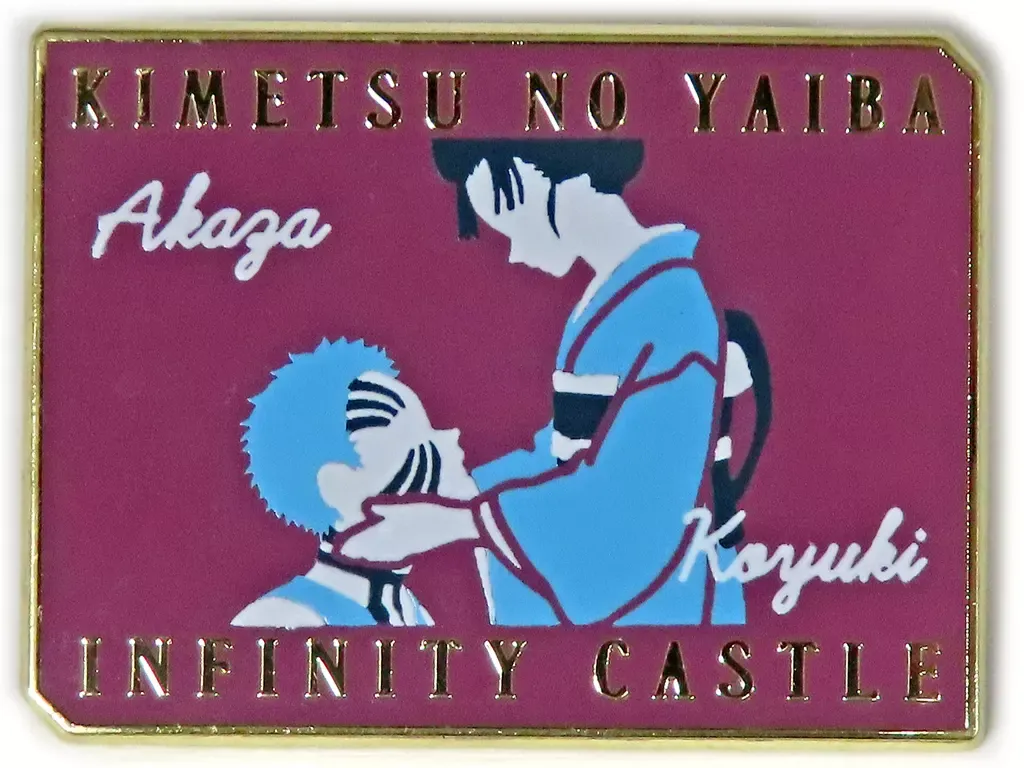 KIMETSU NO YAIBA
Akaza
Koyuki
INFINITY CASTLE